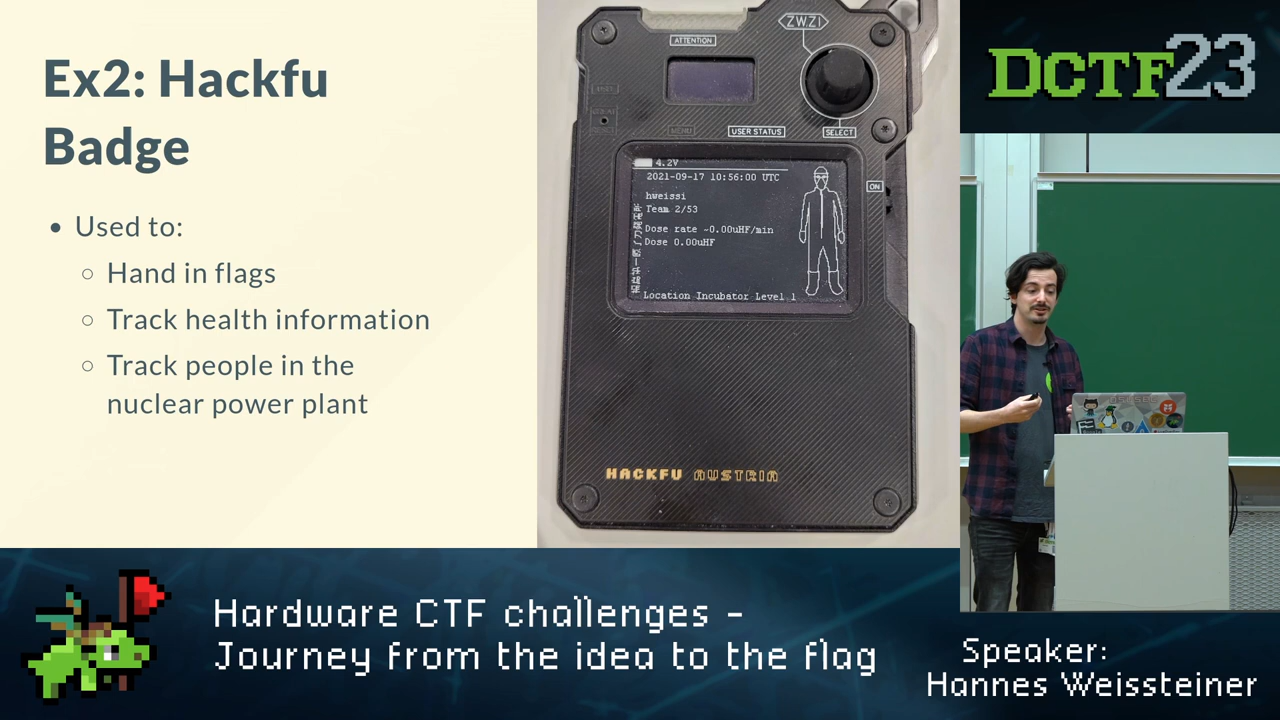 Ex2: Hackfu
Badge
• Used to:
○ Hand in flags
○ Track health information
○ Track people in the
nuclear power plant
ZW.ZI
ATTENTION
MENU
USER STATUS
SELECT
ON
4.2V
2021-09-17 10:56:00 UTC
hweissi
Team 2/53
Dose rate ~0.00uHF/min
Dose 0.00uHF
Location Incubator Level 1
HACKFU AUSTRIA
DCTF23
Hardware CTF challenges -
Journey from the idea to the flag
Speaker:
Hannes Weissteiner